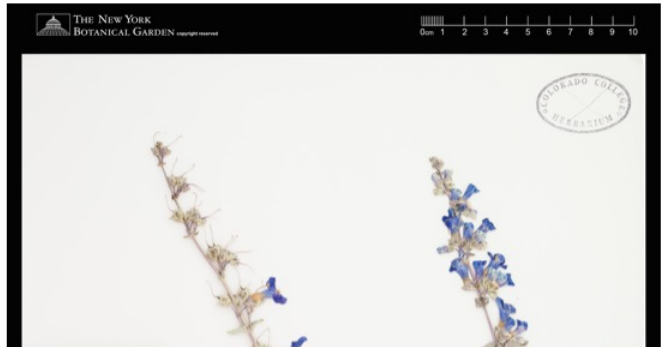 THE NEW YORK
BOTANICAL GARDEN copyright reserved
0cm 1 2 3 4 5 6 7 8 9 10
COLORADO COLLEGE
HERBARIUM